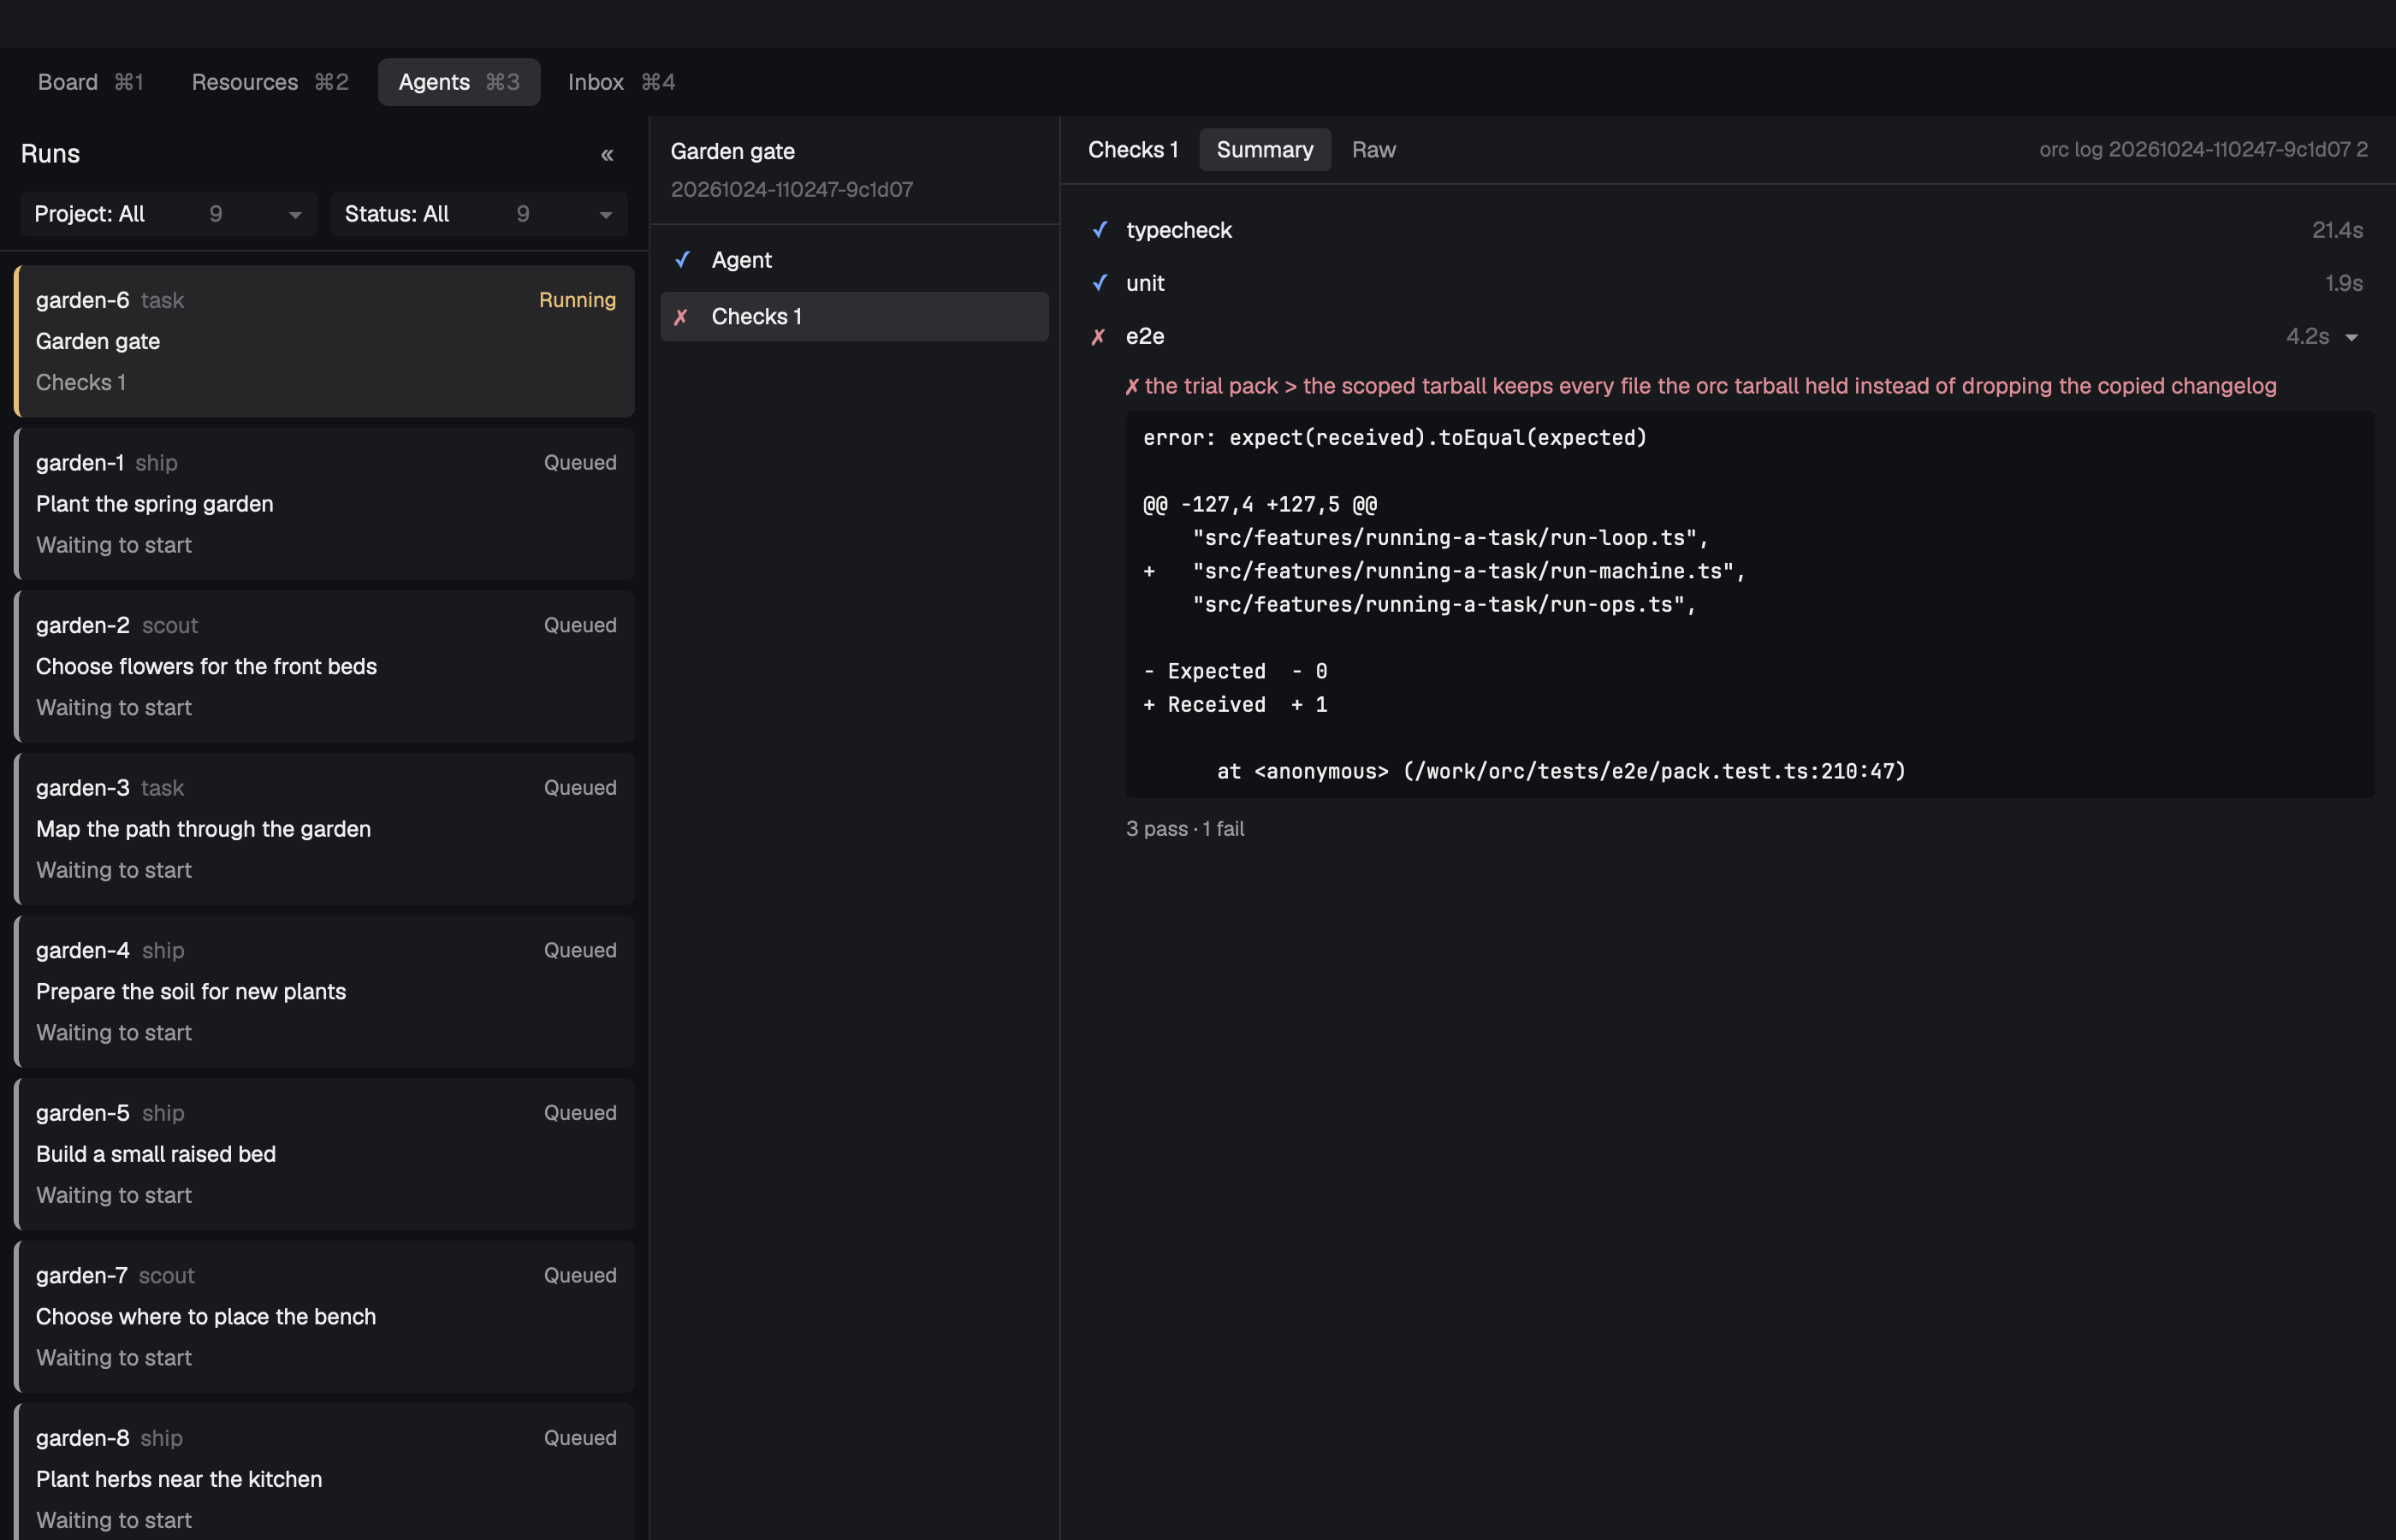 Board ⌘1 Resources ⌘2 Agents ⌘3 Inbox ⌘4
Runs «
Project: All 9 Status: All 9
garden-6 task Running
Garden gate
Checks 1
garden-1 ship Queued
Plant the spring garden
Waiting to start
garden-2 scout Queued
Choose flowers for the front beds
Waiting to start
garden-3 task Queued
Map the path through the garden
Waiting to start
garden-4 ship Queued
Prepare the soil for new plants
Waiting to start
garden-5 ship Queued
Build a small raised bed
Waiting to start
garden-7 scout Queued
Choose where to place the bench
Waiting to start
garden-8 ship Queued
Plant herbs near the kitchen
Waiting to start
Garden gate
20261024-110247-9c1d07
✓ Agent
✗ Checks 1
Checks 1 Summary Raw orc log 20261024-110247-9c1d07 2
✓ typecheck 21.4s
✓ unit 1.9s
✗ e2e 4.2s
✗ the trial pack > the scoped tarball keeps every file the orc tarball held instead of dropping the copied changelog
error: expect(received).toEqual(expected)
@@ -127,4 +127,5 @@
    "src/features/running-a-task/run-loop.ts",
+   "src/features/running-a-task/run-machine.ts",
    "src/features/running-a-task/run-ops.ts",
- Expected  - 0
+ Received  + 1
      at <anonymous> (/work/orc/tests/e2e/pack.test.ts:210:47)
3 pass · 1 fail